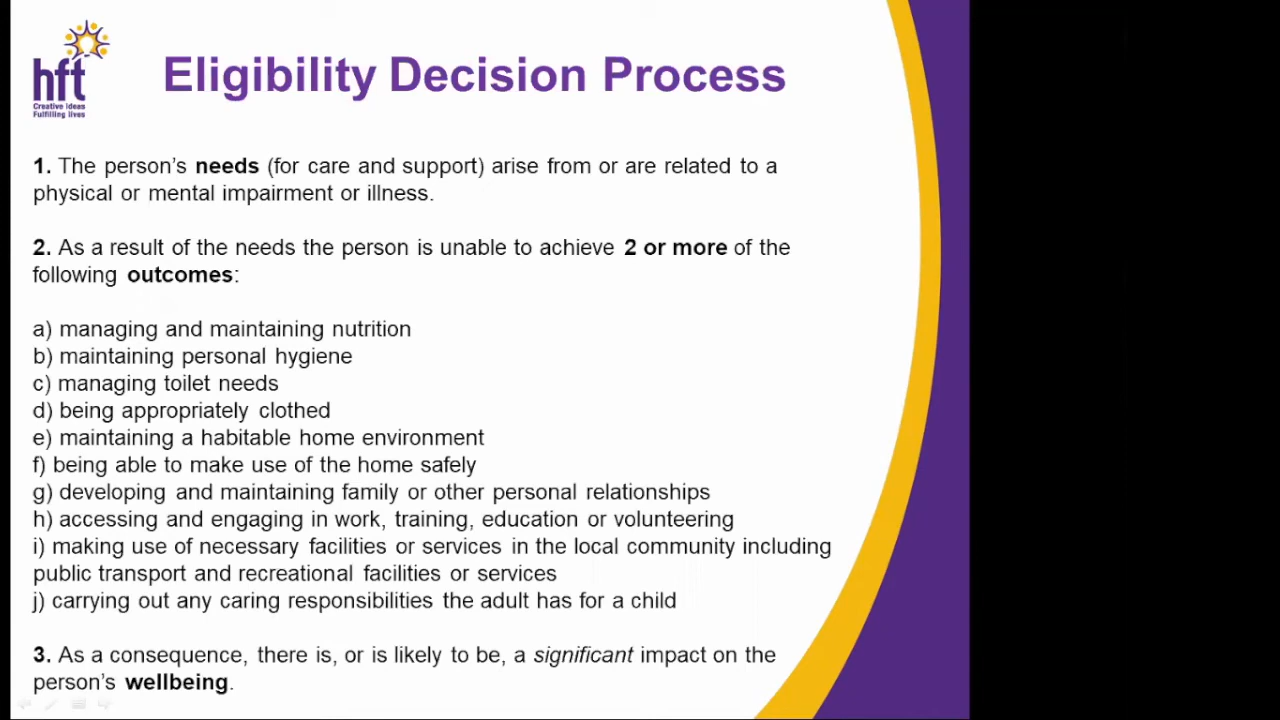 hft
Creative ideas
Fulfilling lives
Eligibility Decision Process
1. The person's needs (for care and support) arise from or are related to a
physical or mental impairment or illness.
2. As a result of the needs the person is unable to achieve 2 or more of the
following outcomes:
a) managing and maintaining nutrition
b) maintaining personal hygiene
c) managing toilet needs
d) being appropriately clothed
e) maintaining a habitable home environment
f) being able to make use of the home safely
g) developing and maintaining family or other personal relationships
h) accessing and engaging in work, training, education or volunteering
i) making use of necessary facilities or services in the local community including
public transport and recreational facilities or services
j) carrying out any caring responsibilities the adult has for a child
3. As a consequence, there is, or is likely to be, a significant impact on the
person's wellbeing.